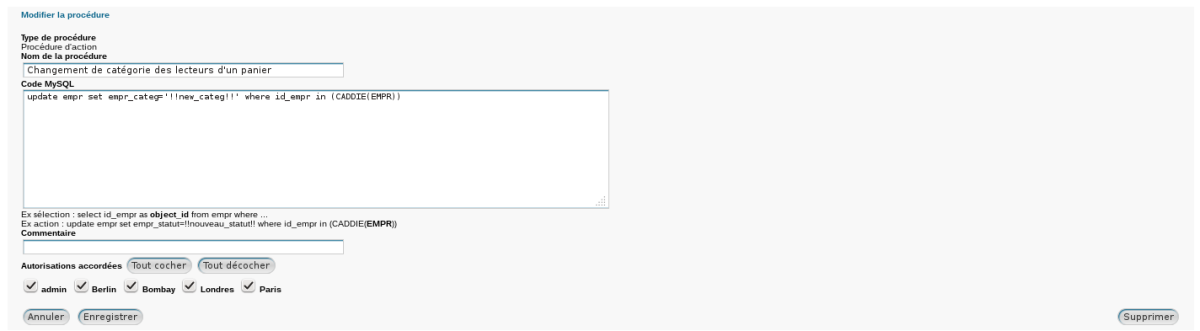 Modifier la procédure
Type de procédure
Procédure d'action
Nom de la procédure
Changement de catégorie des lecteurs d'un panier
Code MySQL
update empr set empr_categ='!!new_categ!!' where id_empr in (CADDIE(EMPR))
Ex sélection : select id_empr as object_id from empr where ...
Ex action : update empr set empr_statut=!!nouveau_statut!! where id_empr in (CADDIE(EMPR))
Commentaire
Autorisations accordées Tout cocher Tout décocher
admin Berlin Bombay Londres Paris
Annuler Enregistrer Supprimer